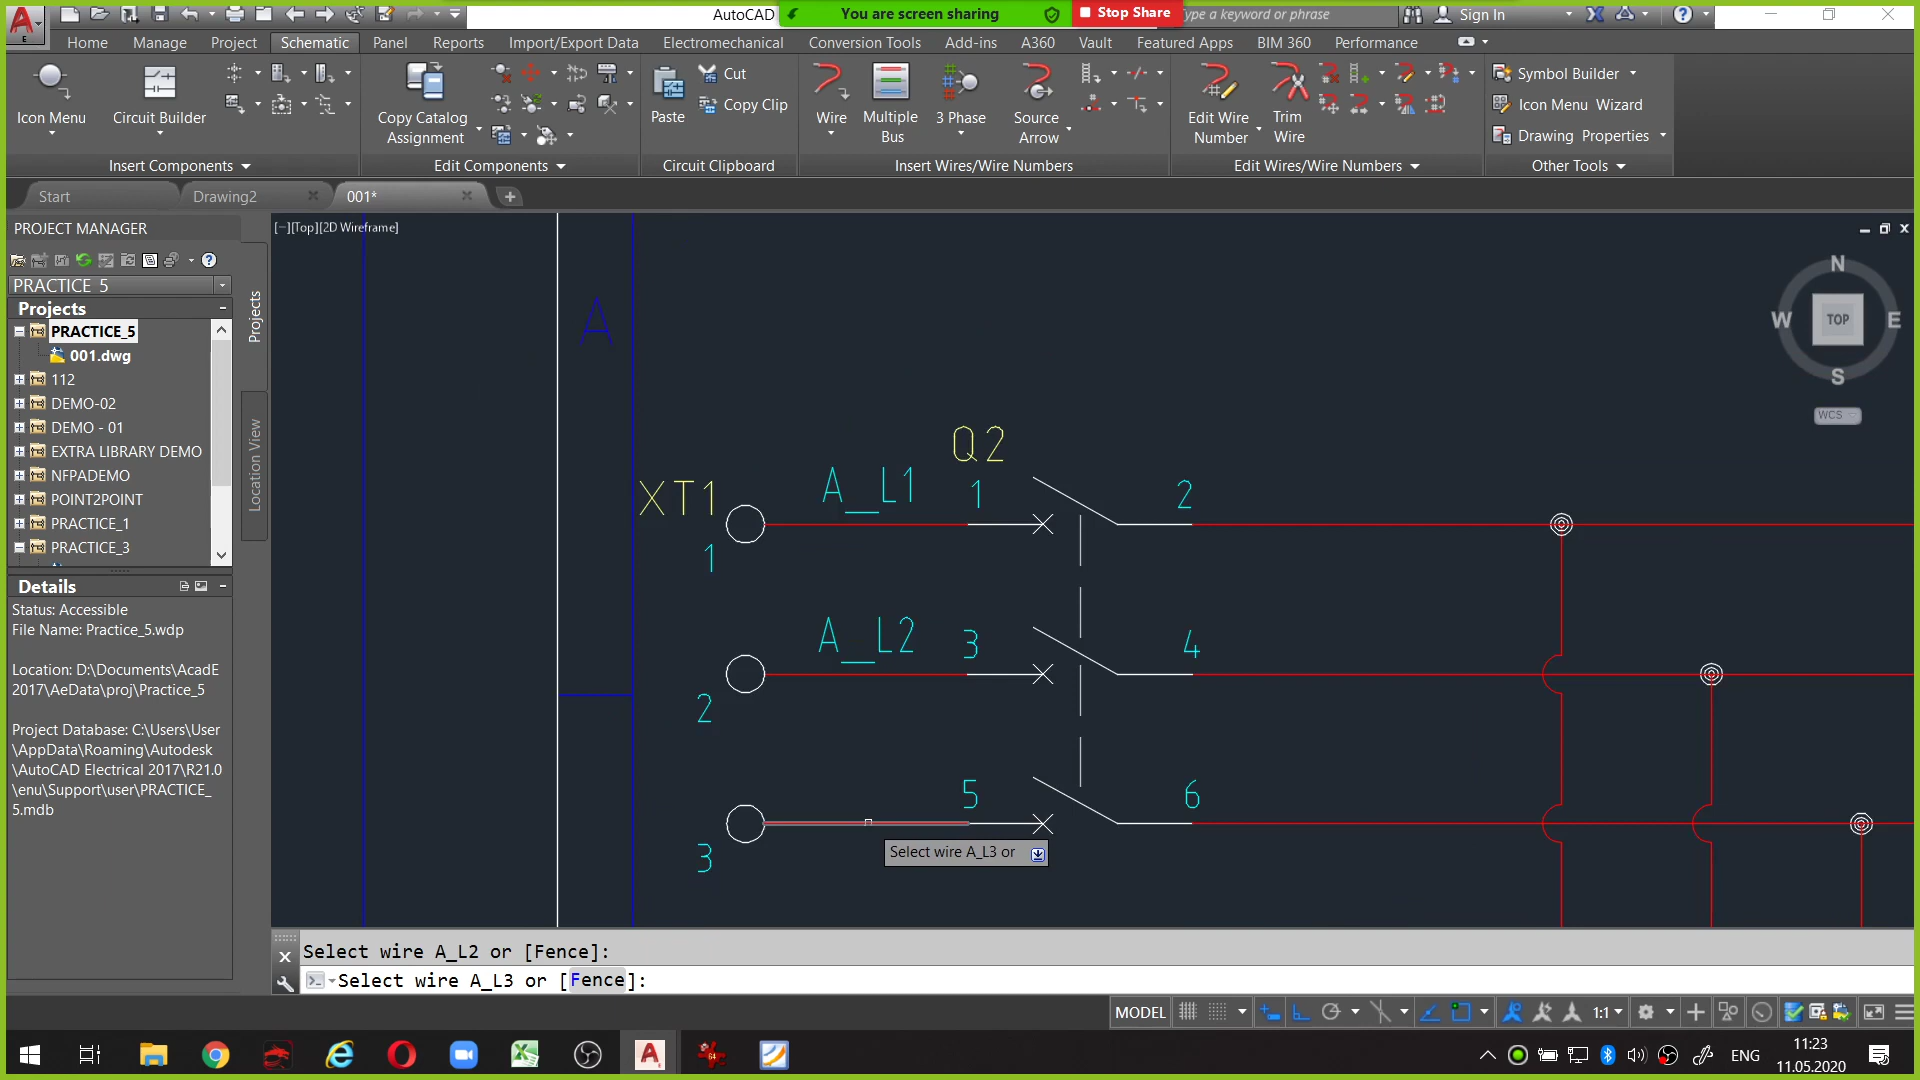 AutoCAD
You are screen sharing
Stop Share
Type a keyword or phrase
Sign In
Home
Manage
Project
Schematic
Panel
Reports
Import/Export Data
Electromechanical
Conversion Tools
Add-ins
A360
Vault
Featured Apps
BIM 360
Performance
Icon Menu
Circuit Builder
Insert Components
Copy Catalog
Assignment
Edit Components
Paste
Cut
Copy Clip
Circuit Clipboard
Wire
Multiple
Bus
3 Phase
Source
Arrow
Insert Wires/Wire Numbers
Edit Wire
Number
Trim
Wire
Edit Wires/Wire Numbers
Symbol Builder
Icon Menu Wizard
Drawing Properties
Other Tools
Start
Drawing2
001*
PROJECT MANAGER
PRACTICE_5
Projects
PRACTICE_5
001.dwg
112
DEMO-02
DEMO - 01
EXTRA LIBRARY DEMO
NFPADEMO
POINT2POINT
PRACTICE_1
PRACTICE_3
Projects
Location View
Details
Status: Accessible
File Name: Practice_5.wdp
Location: D:\Documents\AcadE
2017\AeData\proj\Practice_5
Project Database: C:\Users\User
\AppData\Roaming\Autodesk
\AutoCAD Electrical 2017\R21.0
\enu\Support\user\PRACTICE_
5.mdb
[−][Top][2D Wireframe]
N
W
TOP
E
S
WCS
A
Q2
XT1
A_L1
1
2
1
A_L2
3
4
2
5
6
3
Select wire A_L3 or
Select wire A_L2 or [Fence]:
Select wire A_L3 or [Fence]:
MODEL
1:1
ENG
11:23
11.05.2020